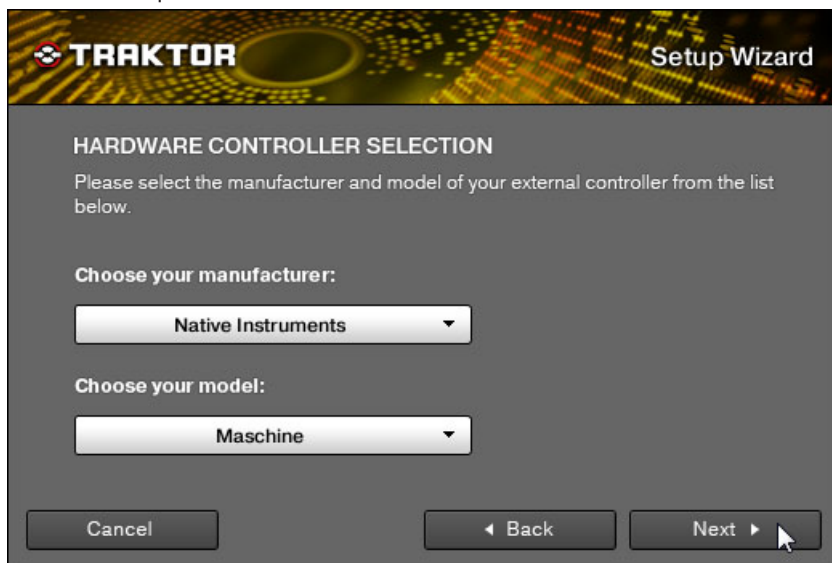 TRAKTOR
Setup Wizard
HARDWARE CONTROLLER SELECTION
Please select the manufacturer and model of your external controller from the list
below.
Choose your manufacturer:
Native Instruments
Choose your model:
Maschine
Cancel
Back
Next